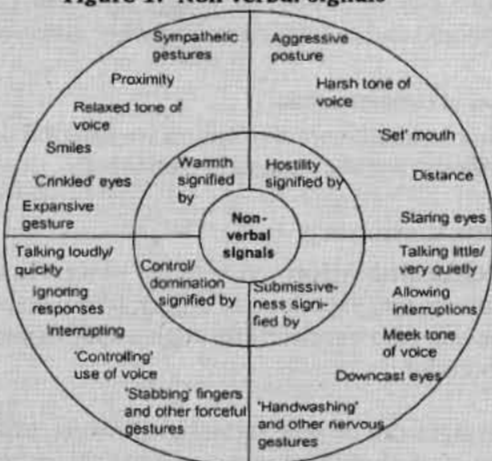 Figure 1: Non-verbal signals
Sympathetic
gestures
Proximity
Relaxed tone of
voice
Smiles
'Crinkled' eyes
Expansive
gesture
Warmth
signified
by
Aggressive
posture
Harsh tone of
voice
'Set' mouth
Distance
Staring eyes
Hostility
signified by
Non-
verbal
signals
Talking loudly/
quickly
Ignoring
responses
Interrupting
'Controlling'
use of voice
'Stabbing' fingers
and other forceful
gestures
Control/
domination
signified by
Talking little/
very quietly
Allowing
interruptions
Meek tone
of voice
Downcast eyes
'Handwashing'
and other nervous
gestures
Submissive-
ness signi-
fied by